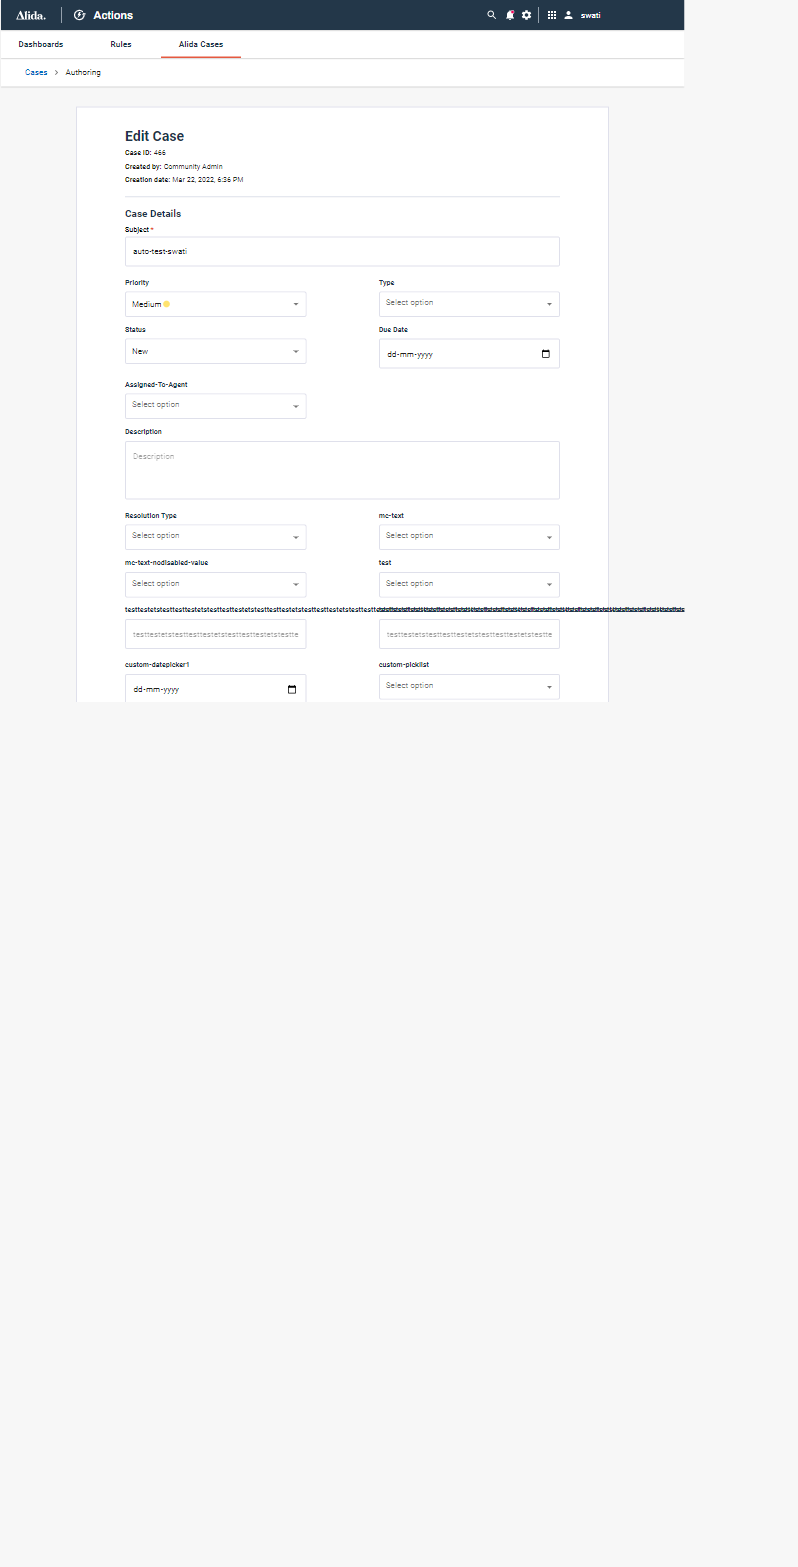 Alida. Actions swati
Dashboards Rules Alida Cases
Cases > Authoring
Edit Case
Case ID: 466
Created by: Community Admin
Creation date: Mar 22, 2022, 6:36 PM
Case Details
Subject *
auto-test-swati
Priority Type
Medium Select option
Status Due Date
New dd-mm-yyyy
Assigned-To-Agent
Select option
Description
Description
Resolution Type mc-text
Select option Select option
mc-text-nodisabled-value test
Select option Select option
testtestetstesttesttestetstesttesttestetstestte testtestetstesttesttestetstesttesttestetstestte
custom-datepicker1 custom-picklist
dd-mm-yyyy Select option